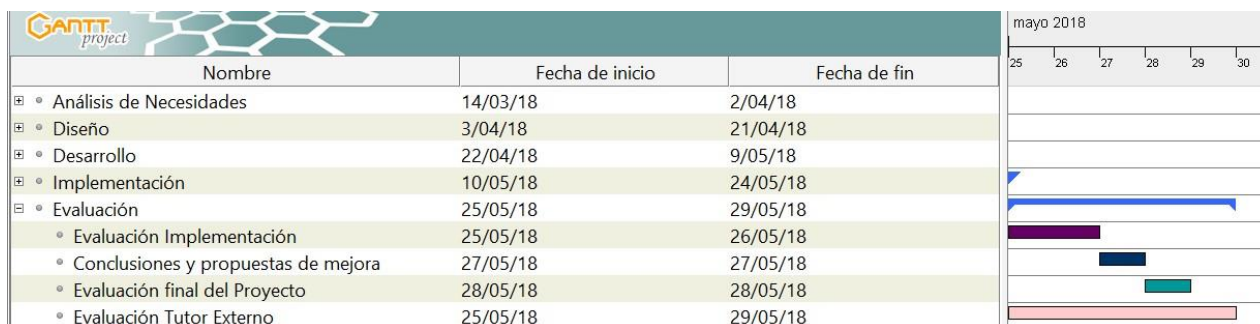 GANTT
project
mayo 2018
25 26 27 28 29 30
Nombre Fecha de inicio Fecha de fin
Análisis de Necesidades 14/03/18 2/04/18
Diseño 3/04/18 21/04/18
Desarrollo 22/04/18 9/05/18
Implementación 10/05/18 24/05/18
Evaluación 25/05/18 29/05/18
Evaluación Implementación 25/05/18 26/05/18
Conclusiones y propuestas de mejora 27/05/18 27/05/18
Evaluación final del Proyecto 28/05/18 28/05/18
Evaluación Tutor Externo 25/05/18 29/05/18